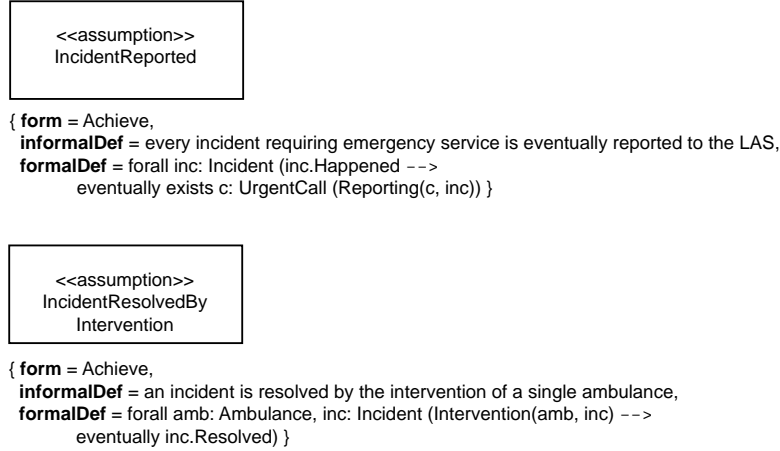 <<assumption>>
IncidentReported
{ form = Achieve,
informalDef = every incident requiring emergency service is eventually reported to the LAS,
formalDef = forall inc: Incident (inc.Happened -->
eventually exists c: UrgentCall (Reporting(c, inc)) }
<<assumption>>
IncidentResolvedBy
Intervention
{ form = Achieve,
informalDef = an incident is resolved by the intervention of a single ambulance,
formalDef = forall amb: Ambulance, inc: Incident (Intervention(amb, inc) -->
eventually inc.Resolved) }